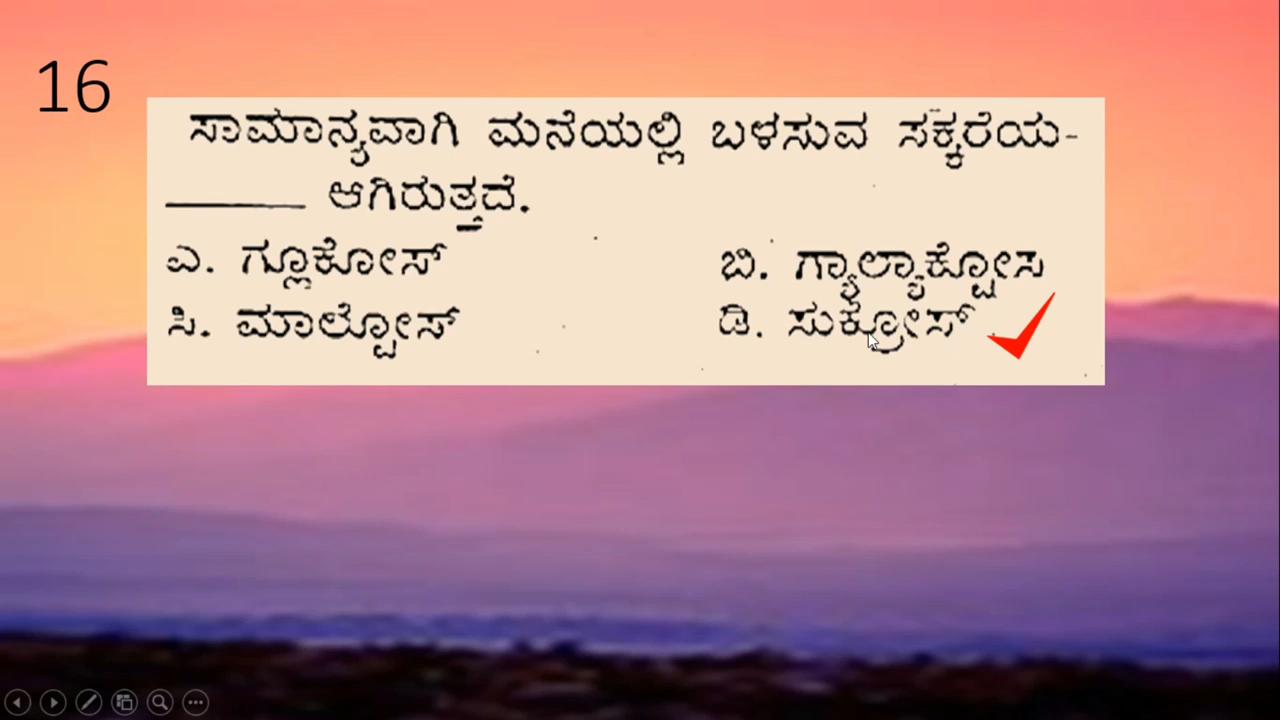 16
ಸಾಮಾನ್ಯವಾಗಿ ಮನೆಯಲ್ಲಿ ಬಳಸುವ ಸಕ್ಕರೆಯ-
______ ಆಗಿರುತ್ತದೆ.
ಎ. ಗ್ಲೂಕೋಸ್ ಬಿ. ಗ್ಯಾಲ್ಯಾಕ್ಟೋಸ
ಸಿ. ಮಾಲ್ಟೋಸ್ ಡಿ. ಸುಕ್ರೋಸ್